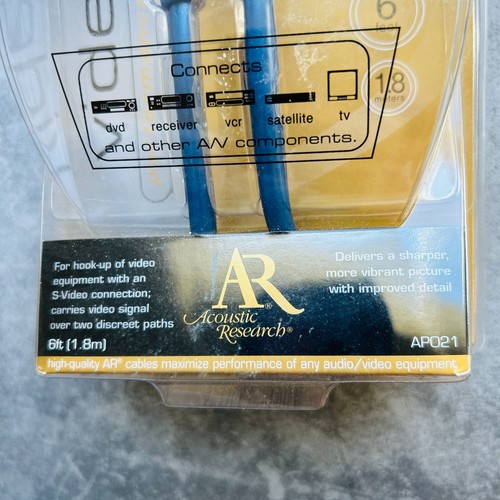 6
feet
1.8
meters
Connects
dvd receiver vcr satellite tv
and other A/V components.
For hook-up of video
equipment with an
S-Video connection;
carries video signal
over two discreet paths
6ft (1.8m)
AR®
Acoustic
Research®
Delivers a sharper,
more vibrant picture
with improved detail
AP021
high-quality AR® cables maximize performance of any audio/video equipment